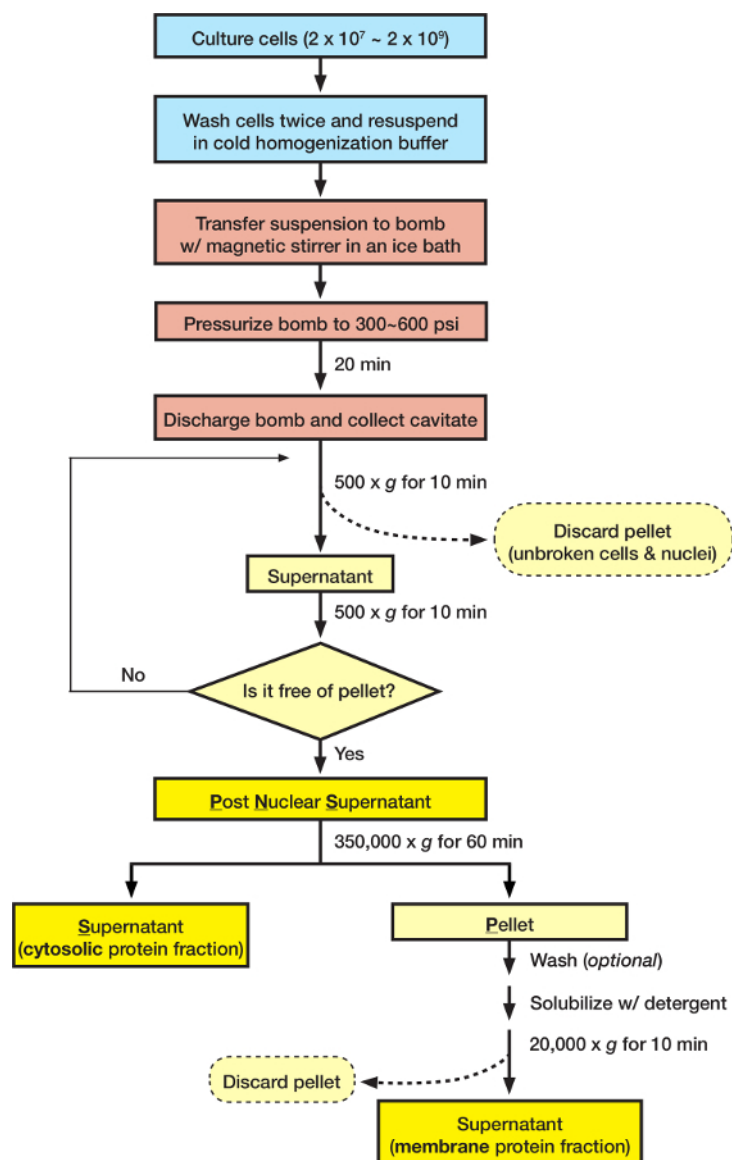 Culture cells (2 x 10⁷ ~ 2 x 10⁹)
Wash cells twice and resuspend
in cold homogenization buffer
Transfer suspension to bomb
w/ magnetic stirrer in an ice bath
Pressurize bomb to 300~600 psi
20 min
Discharge bomb and collect cavitate
500 x g for 10 min
Discard pellet
(unbroken cells & nuclei)
Supernatant
500 x g for 10 min
No
Is it free of pellet?
Yes
Post Nuclear Supernatant
350,000 x g for 60 min
Supernatant
(cytosolic protein fraction)
Pellet
Wash (optional)
Solubilize w/ detergent
20,000 x g for 10 min
Discard pellet
Supernatant
(membrane protein fraction)